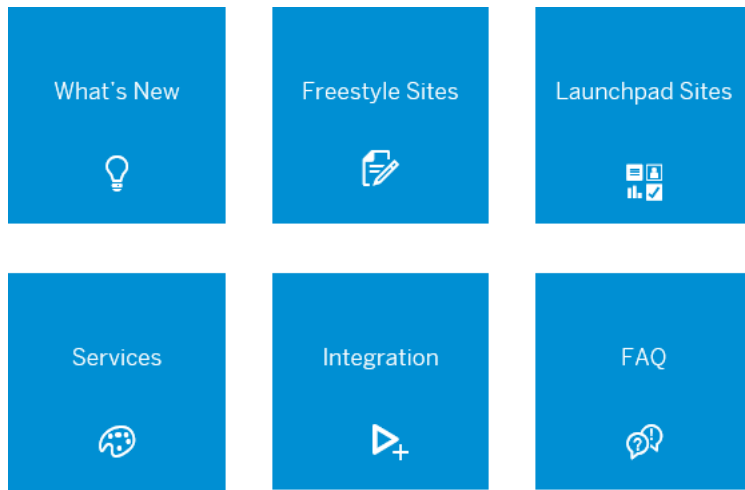 What's New
Freestyle Sites
Launchpad Sites
Services
Integration
FAQ